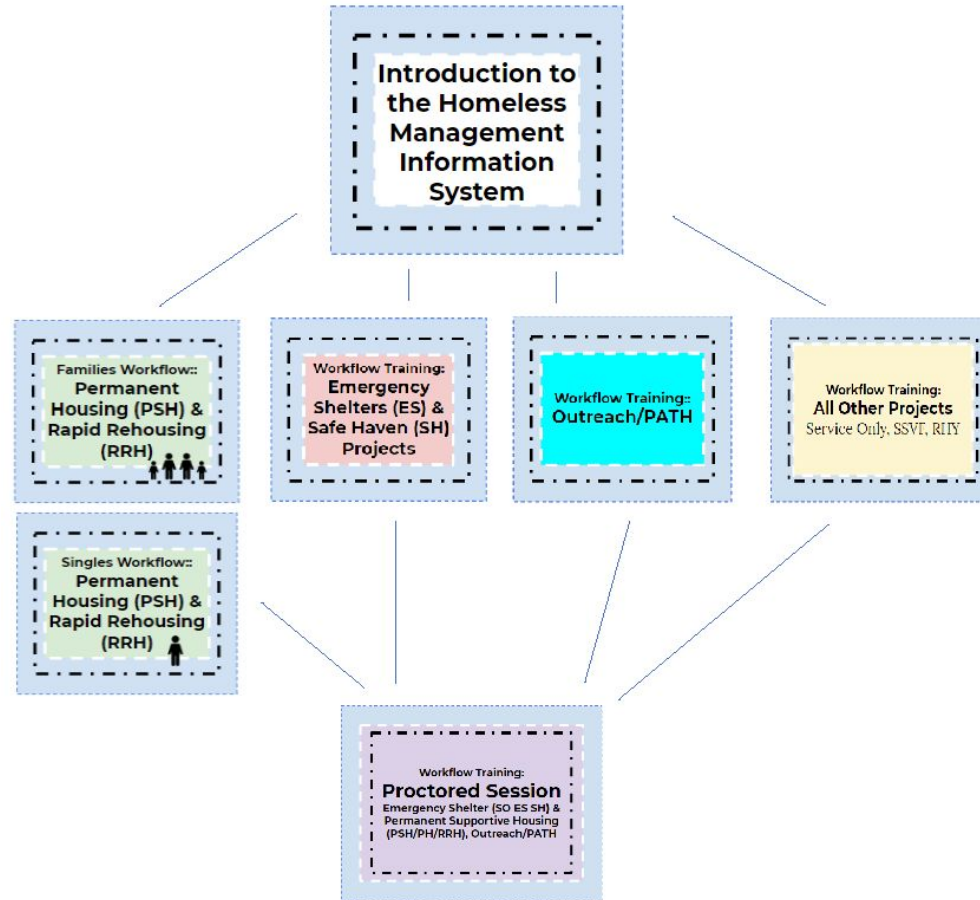 Introduction to
the Homeless
Management
Information
System
Families Workflow::
Permanent
Housing (PSH) &
Rapid Rehousing
(RRH)
Workflow Training:
Emergency
Shelters (ES) &
Safe Haven (SH)
Projects
Workflow Training::
Outreach/PATH
Workflow Training:
All Other Projects
Service Only, SSVF, RHY
Singles Workflow::
Permanent
Housing (PSH) &
Rapid Rehousing
(RRH)
Workflow Training:
Proctored Session
Emergency Shelter (SO ES SH) &
Permanent Supportive Housing
(PSH/PH/RRH), Outreach/PATH